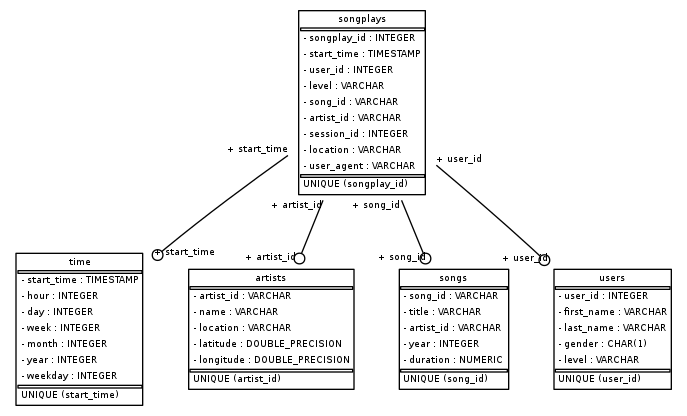 songplays
- songplay_id : INTEGER
- start_time : TIMESTAMP
- user_id : INTEGER
- level : VARCHAR
- song_id : VARCHAR
- artist_id : VARCHAR
- session_id : INTEGER
- location : VARCHAR
- user_agent : VARCHAR
UNIQUE (songplay_id)
+ start_time
+ user_id
+ artist_id
+ song_id
+ start_time
+ artist_id
+ song_id
+ user_id
time
- start_time : TIMESTAMP
- hour : INTEGER
- day : INTEGER
- week : INTEGER
- month : INTEGER
- year : INTEGER
- weekday : INTEGER
UNIQUE (start_time)
artists
- artist_id : VARCHAR
- name : VARCHAR
- location : VARCHAR
- latitude : DOUBLE_PRECISION
- longitude : DOUBLE_PRECISION
UNIQUE (artist_id)
songs
- song_id : VARCHAR
- title : VARCHAR
- artist_id : VARCHAR
- year : INTEGER
- duration : NUMERIC
UNIQUE (song_id)
users
- user_id : INTEGER
- first_name : VARCHAR
- last_name : VARCHAR
- gender : CHAR(1)
- level : VARCHAR
UNIQUE (user_id)